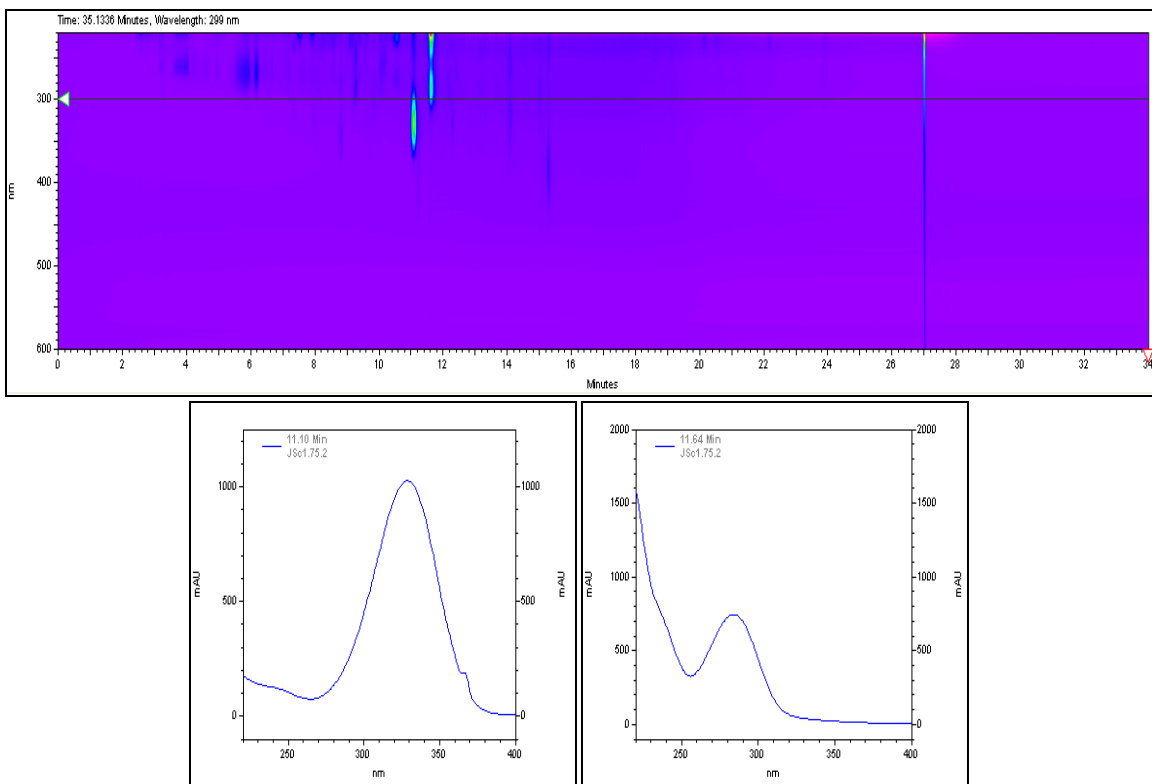 Time: 35.1336 Minutes, Wavelength: 299 nm
300
400
500
600
nm
0 2 4 6 8 10 12 14 16 18 20 22 24 26 28 30 32 34
Minutes
11.10 Min
JSc1.75.2
1000 1000
500 500
0 0
mAU mAU
250 300 350 400
nm
11.64 Min
JSc1.75.2
2000 2000
1500 1500
1000 1000
500 500
0 0
mAU mAU
250 300 350 400
nm